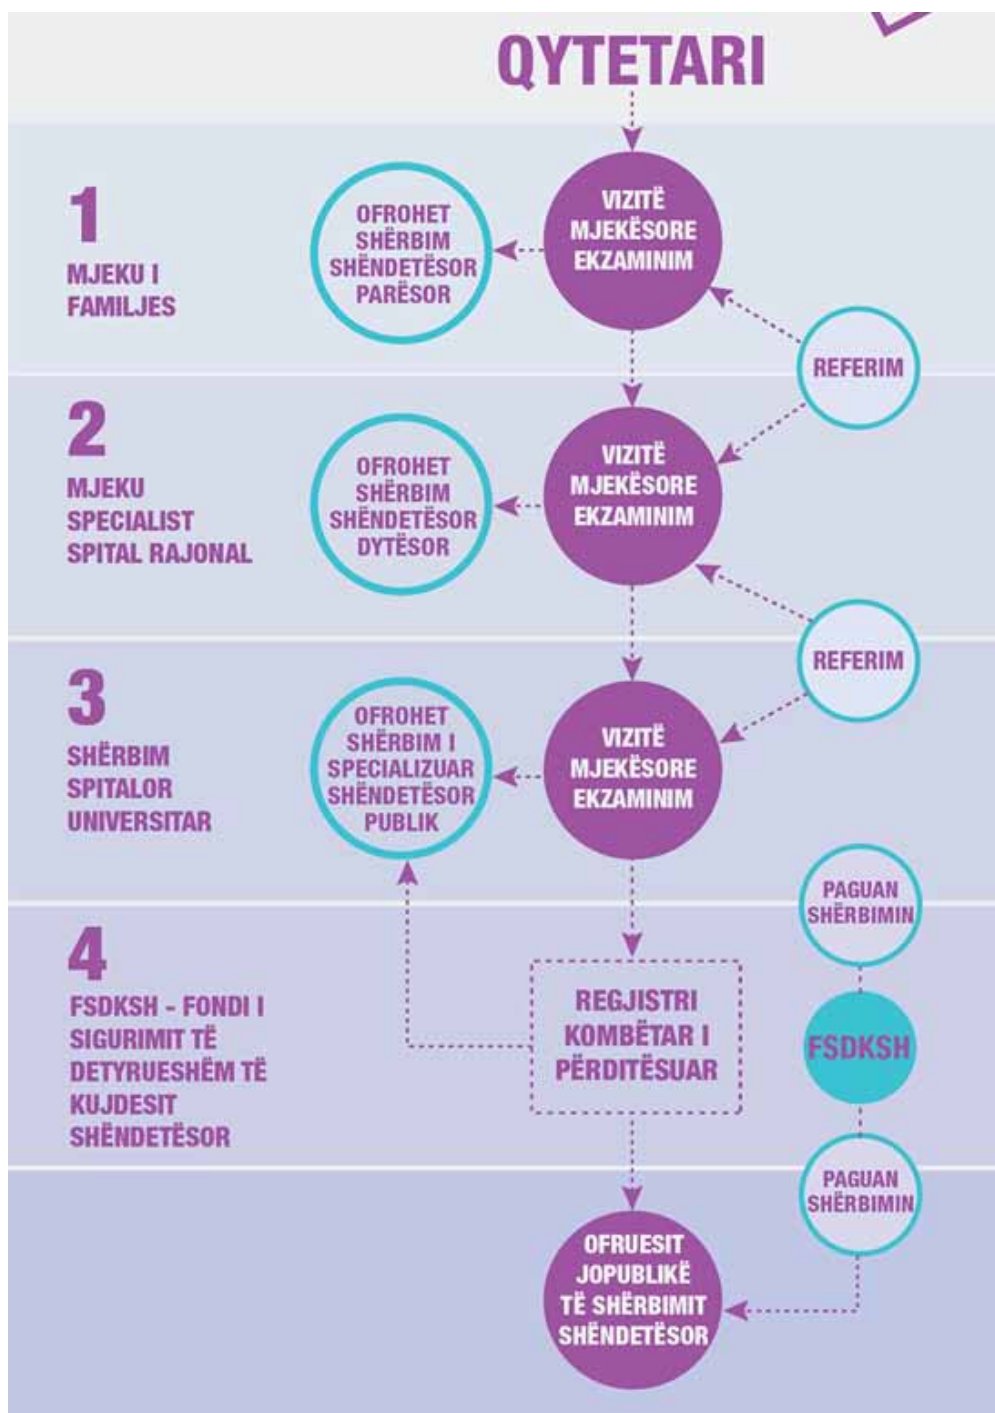 QYTETARI
1
MJEKU I
FAMILJES
OFROHET
SHËRBIM
SHËNDETËSOR
PARËSOR
VIZITË
MJEKËSORE
EKZAMINIM
REFERIM
2
MJEKU
SPECIALIST
SPITAL RAJONAL
OFROHET
SHËRBIM
SHËNDETËSOR
DYTËSOR
VIZITË
MJEKËSORE
EKZAMINIM
REFERIM
3
SHËRBIM
SPITALOR
UNIVERSITAR
OFROHET
SHËRBIM I
SPECIALIZUAR
SHËNDETËSOR
PUBLIK
VIZITË
MJEKËSORE
EKZAMINIM
PAGUAN
SHËRBIMIN
4
FSDKSH - FONDI I
SIGURIMIT TË
DETYRUESHËM TË
KUJDESIT
SHËNDETËSOR
REGJISTRI
KOMBËTAR I
PËRDITËSUAR
FSDKSH
PAGUAN
SHËRBIMIN
OFRUESIT
JOPUBLIKË
TË SHËRBIMIT
SHËNDETËSOR